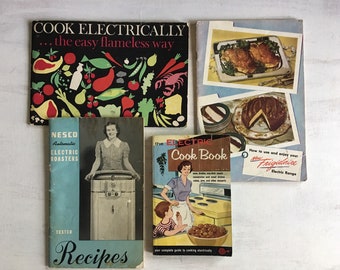 COOK ELECTRICALLY
...the easy flameless way
How to use and enjoy your
Frigidaire
Electric Range
NESCO
Automatic
ELECTRIC
ROASTERS
TESTED
Recipes
the ELECTRIC
Cook Book
your complete guide to cooking electrically